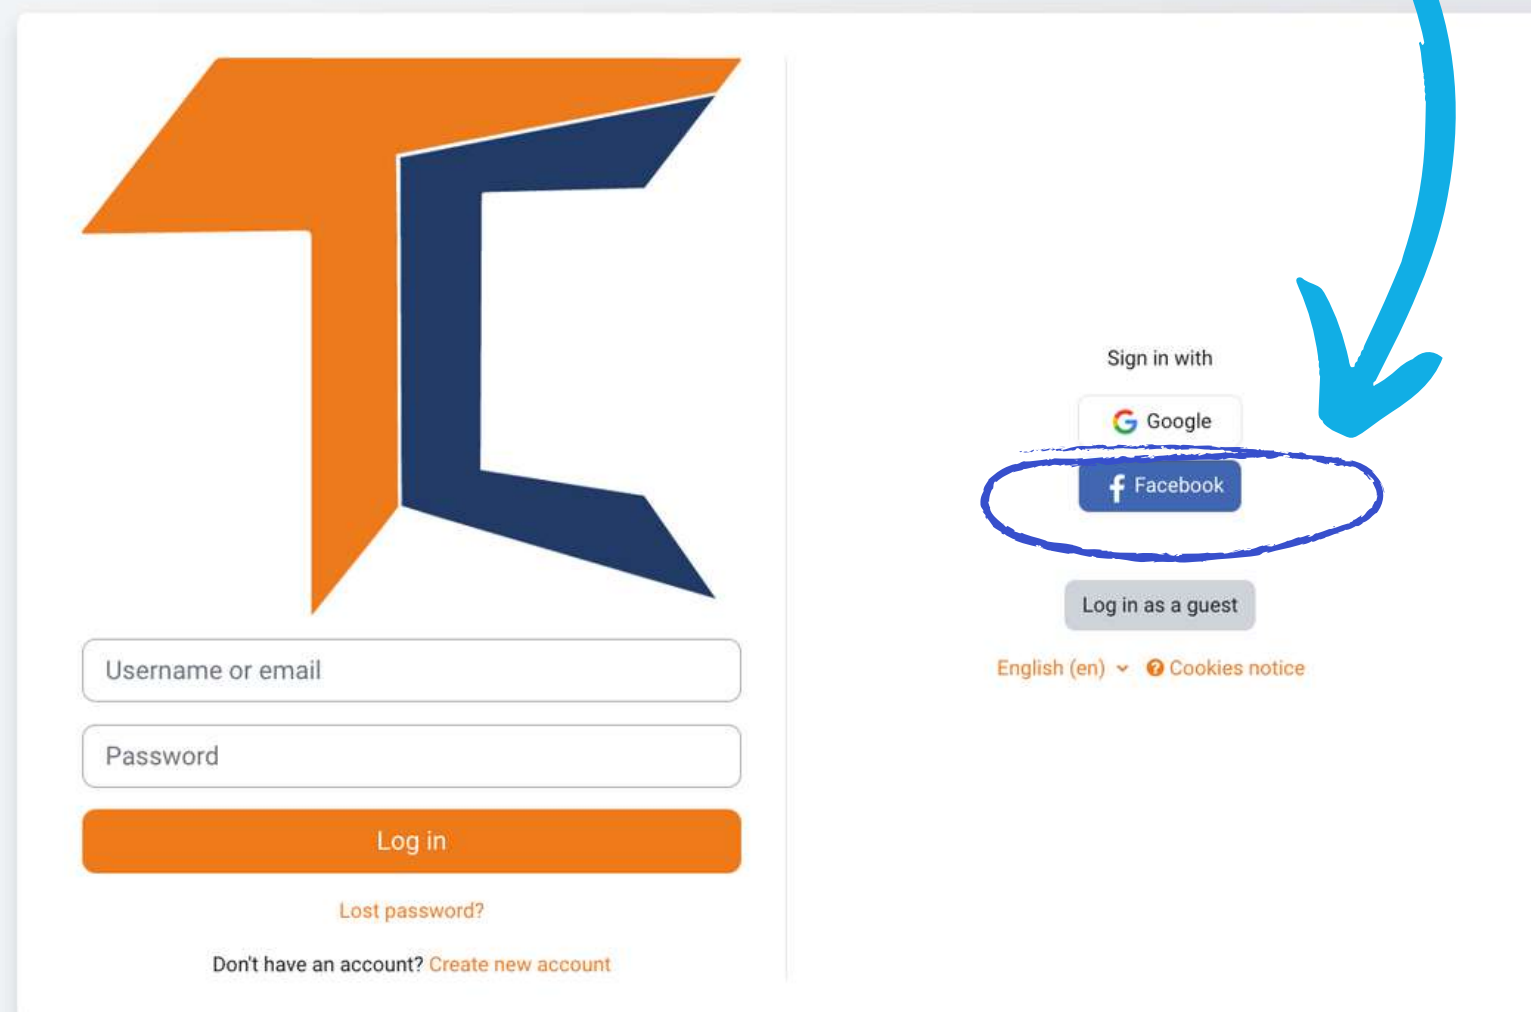 TC
Username or email
Password
Log in
Lost password?
Don't have an account? Create new account
Sign in with
Google
Facebook
Log in as a guest
English (en) Cookies notice